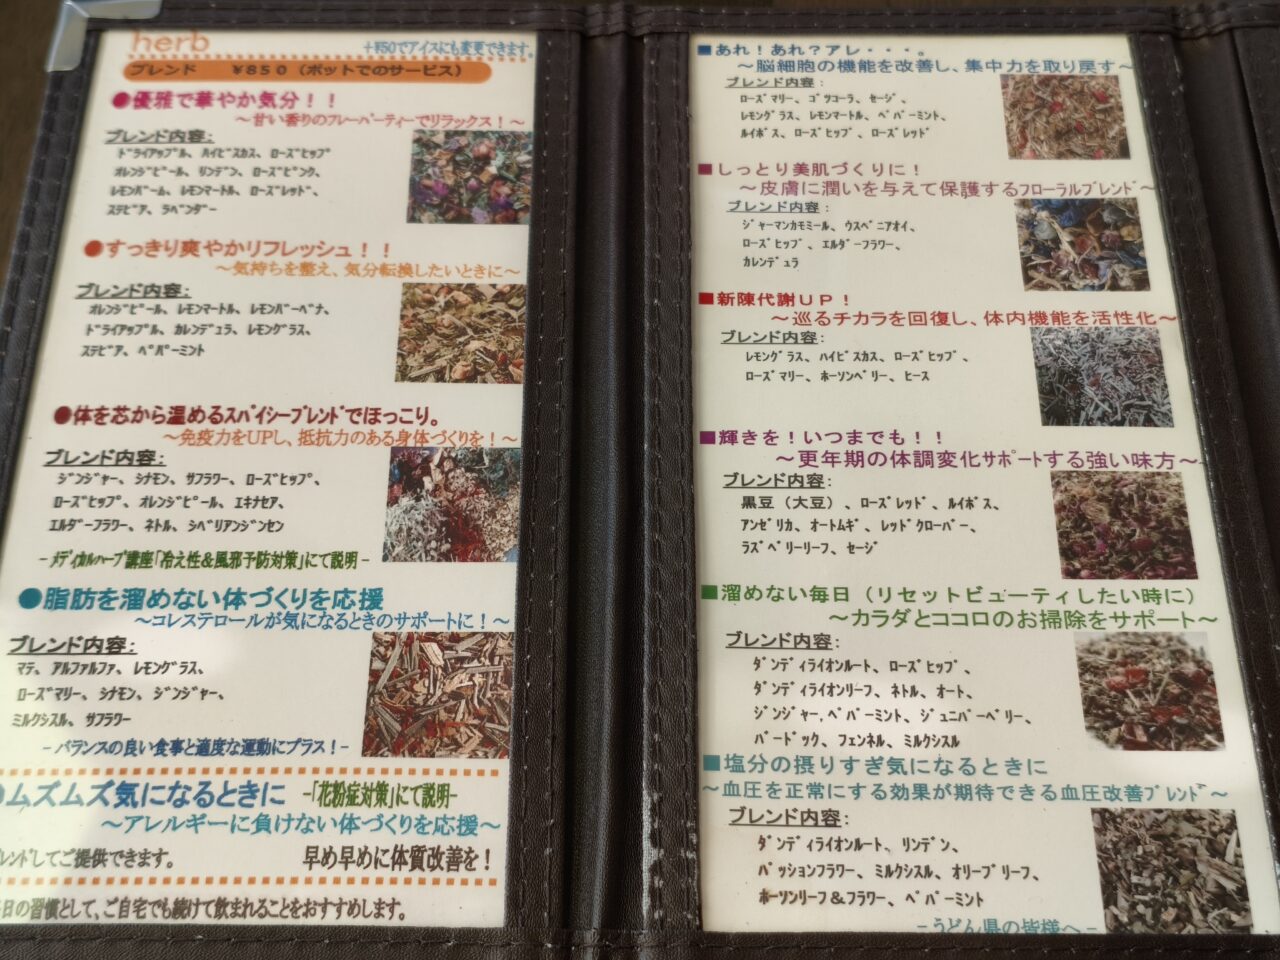 herb
+¥50でアイスにも変更できます。
ブレンド ¥850（ポットでのサービス）
●優雅で華やか気分！！
～甘い香りのフレーバーティーでリラックス！～
ブレンド内容:
ドライアップル、ハイビスカス、ローズヒップ
オレンジピール、リンデン、ローズピンク、
レモンバーム、レモンマートル、ローズレッド、
ステビア、ラベンダー
●すっきり爽やかリフレッシュ！！
～気持ちを整え、気分転換したいときに～
ブレンド内容:
オレンジピール、レモンマートル、レモンバーベナ、
ドライアップル、カレンデュラ、レモングラス、
ステビア、ペパーミント
●体を芯から温めるスパイシーブレンドでほっこり。
～免疫力をUPし、抵抗力のある身体づくりを！～
ブレンド内容:
ジンジャー、シナモン、サフラワー、ローズヒップ、
ローズヒップ、オレンジピール、エキナセア、
エルダーフラワー、ネトル、シベリアンジンセン
－メディカルハーブ講座「冷え性＆風邪予防対策」にて説明－
●脂肪を溜めない体づくりを応援
～コレステロールが気になるときのサポートに！～
ブレンド内容:
マテ、アルファルファ、レモングラス、
ローズマリー、シナモン、ジンジャー、
ミルクシスル、サフラワー
－バランスの良い食事と適度な運動にプラス！－
ムズムズ気になるときに －「花粉症対策」にて説明－
～アレルギーに負けない体づくりを応援～
ﾚﾝﾄﾞしてご提供できます。 早め早めに体質改善を！
日の習慣として、ご自宅でも続けて飲まれることをおすすめします。
■あれ！あれ？アレ・・・。
～脳細胞の機能を改善し、集中力を取り戻す～
ブレンド内容:
ローズマリー、ゴツコーラ、セージ、
レモングラス、レモンマートル、ペパーミント、
ルイボス、ローズヒップ、ローズレッド
■しっとり美肌づくりに！
～皮膚に潤いを与えて保護するフローラルブレンド～
ブレンド内容:
ジャーマンカモミール、ウスベニアオイ、
ローズヒップ、エルダーフラワー、
カレンデュラ
■新陳代謝UP！
～巡るチカラを回復し、体内機能を活性化～
ブレンド内容:
レモングラス、ハイビスカス、ローズヒップ、
ローズマリー、ホーソンベリー、ヒース
■輝きを！いつまでも！！
～更年期の体調変化サポートする強い味方～
ブレンド内容:
黒豆（大豆）、ローズレッド、ルイボス、
アンゼリカ、オートムギ、レッドクローバー、
ラズベリーリーフ、セージ
■溜めない毎日（リセットビューティしたい時に）
～カラダとココロのお掃除をサポート～
ブレンド内容:
ダンディライオンルート、ローズヒップ、
ダンディライオンリーフ、ネトル、オート、
ジンジャー,ペパーミント、ジュニパーベリー、
バードック、フェンネル、ミルクシスル
■塩分の摂りすぎ気になるときに
～血圧を正常にする効果が期待できる血圧改善ブレンド～
ブレンド内容:
ダンディライオンルート、リンデン、
パッションフラワー、ミルクシスル、オリーブリーフ、
ホーソンリーフ＆フラワー、ペパーミント
－うどん県の皆様へ－